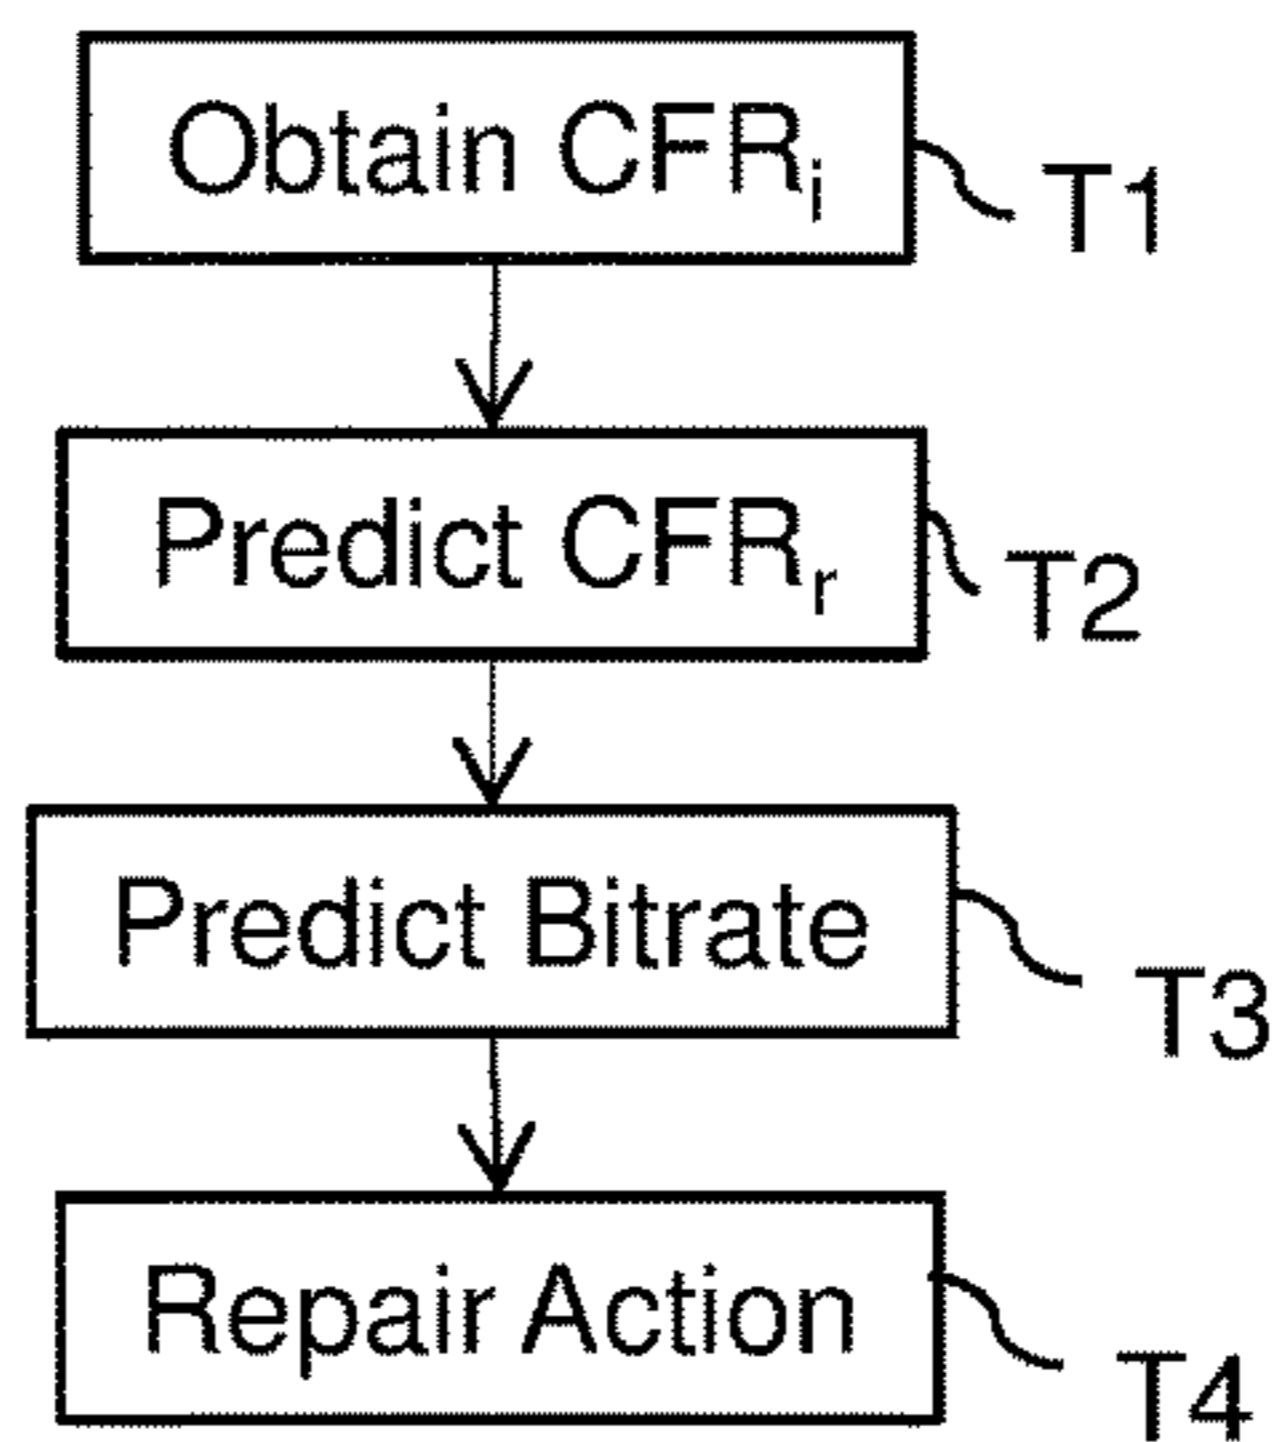 Obtain CFRᵢ
T1
Predict CFRᵣ
T2
Predict Bitrate
T3
Repair Action
T4